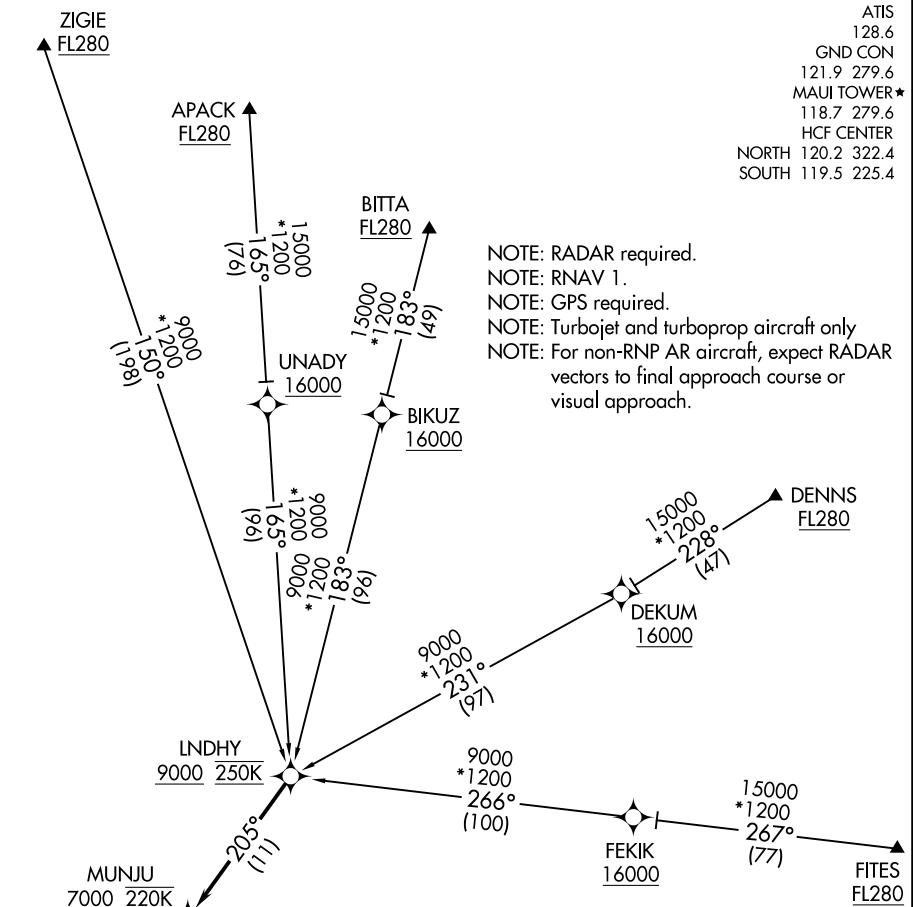 ZIGIE
FL280
ATIS
128.6
GND CON
121.9 279.6
MAUI TOWER★
118.7 279.6
HCF CENTER
NORTH 120.2 322.4
SOUTH 119.5 225.4
APACK
FL280
BITTA
FL280
15000
*1200
165°
(76)
15000
*1200
183°
(49)
NOTE: RADAR required.
NOTE: RNAV 1.
NOTE: GPS required.
NOTE: Turbojet and turboprop aircraft only
NOTE: For non-RNP AR aircraft, expect RADAR
vectors to final approach course or
visual approach.
9000
*1200
150°
(198)
UNADY
16000
BIKUZ
16000
9000
*1200
165°
(96)
9000
*1200
183°
(96)
DENNS
FL280
15000
*1200
228°
(47)
DEKUM
16000
9000
*1200
231°
(97)
LNDHY
9000 250K
9000
*1200
266°
(100)
15000
*1200
267°
(77)
FEKIK
16000
FITES
FL280
205°
(11)
MUNJU
7000 220K